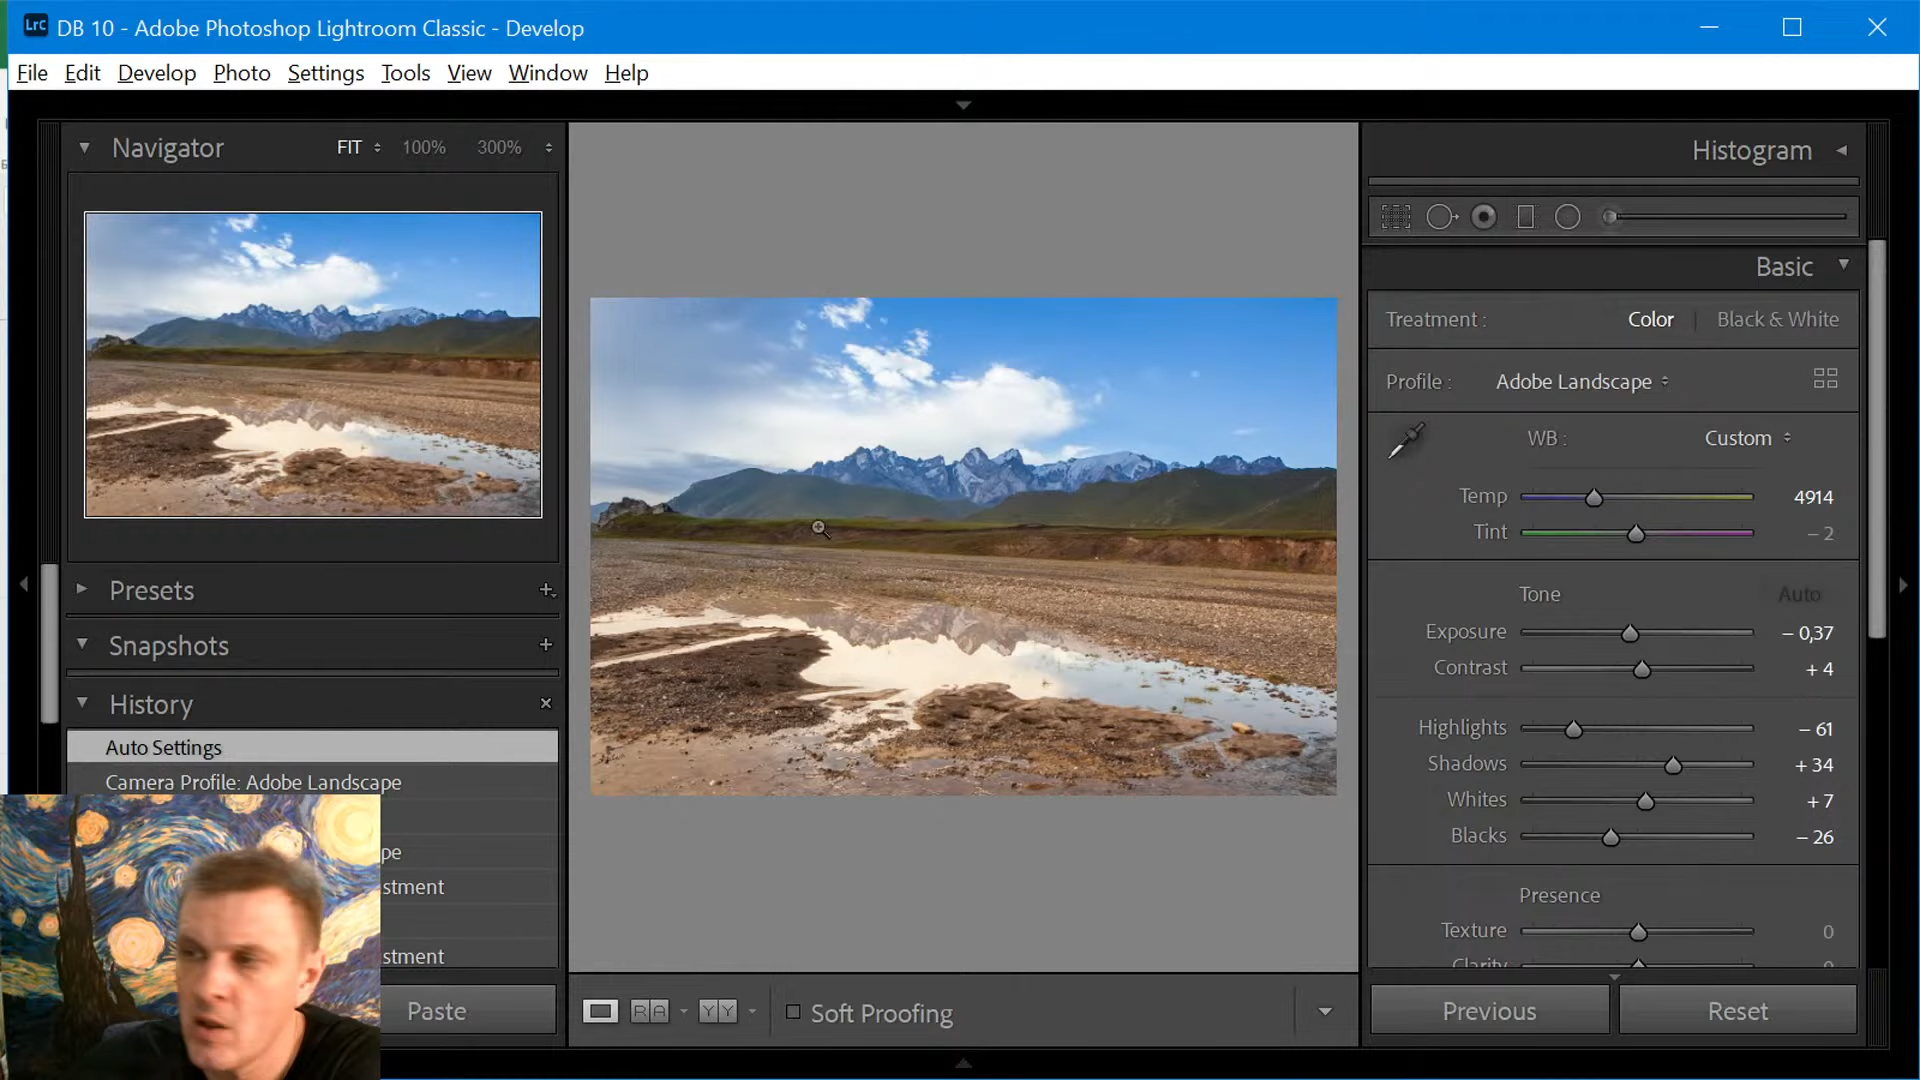 Lrc DB 10 - Adobe Photoshop Lightroom Classic - Develop
File Edit Develop Photo Settings Tools View Window Help
Navigator FIT 100% 300%
Presets
Snapshots
History
Auto Settings
Camera Profile: Adobe Landscape
pe
stment
stment
Paste
R A Y Y Soft Proofing
Histogram
Basic
Treatment : Color Black & White
Profile : Adobe Landscape
WB : Custom
Temp 4914
Tint – 2
Tone Auto
Exposure – 0,37
Contrast + 4
Highlights – 61
Shadows + 34
Whites + 7
Blacks – 26
Presence
Texture 0
Clarity 0
Previous Reset